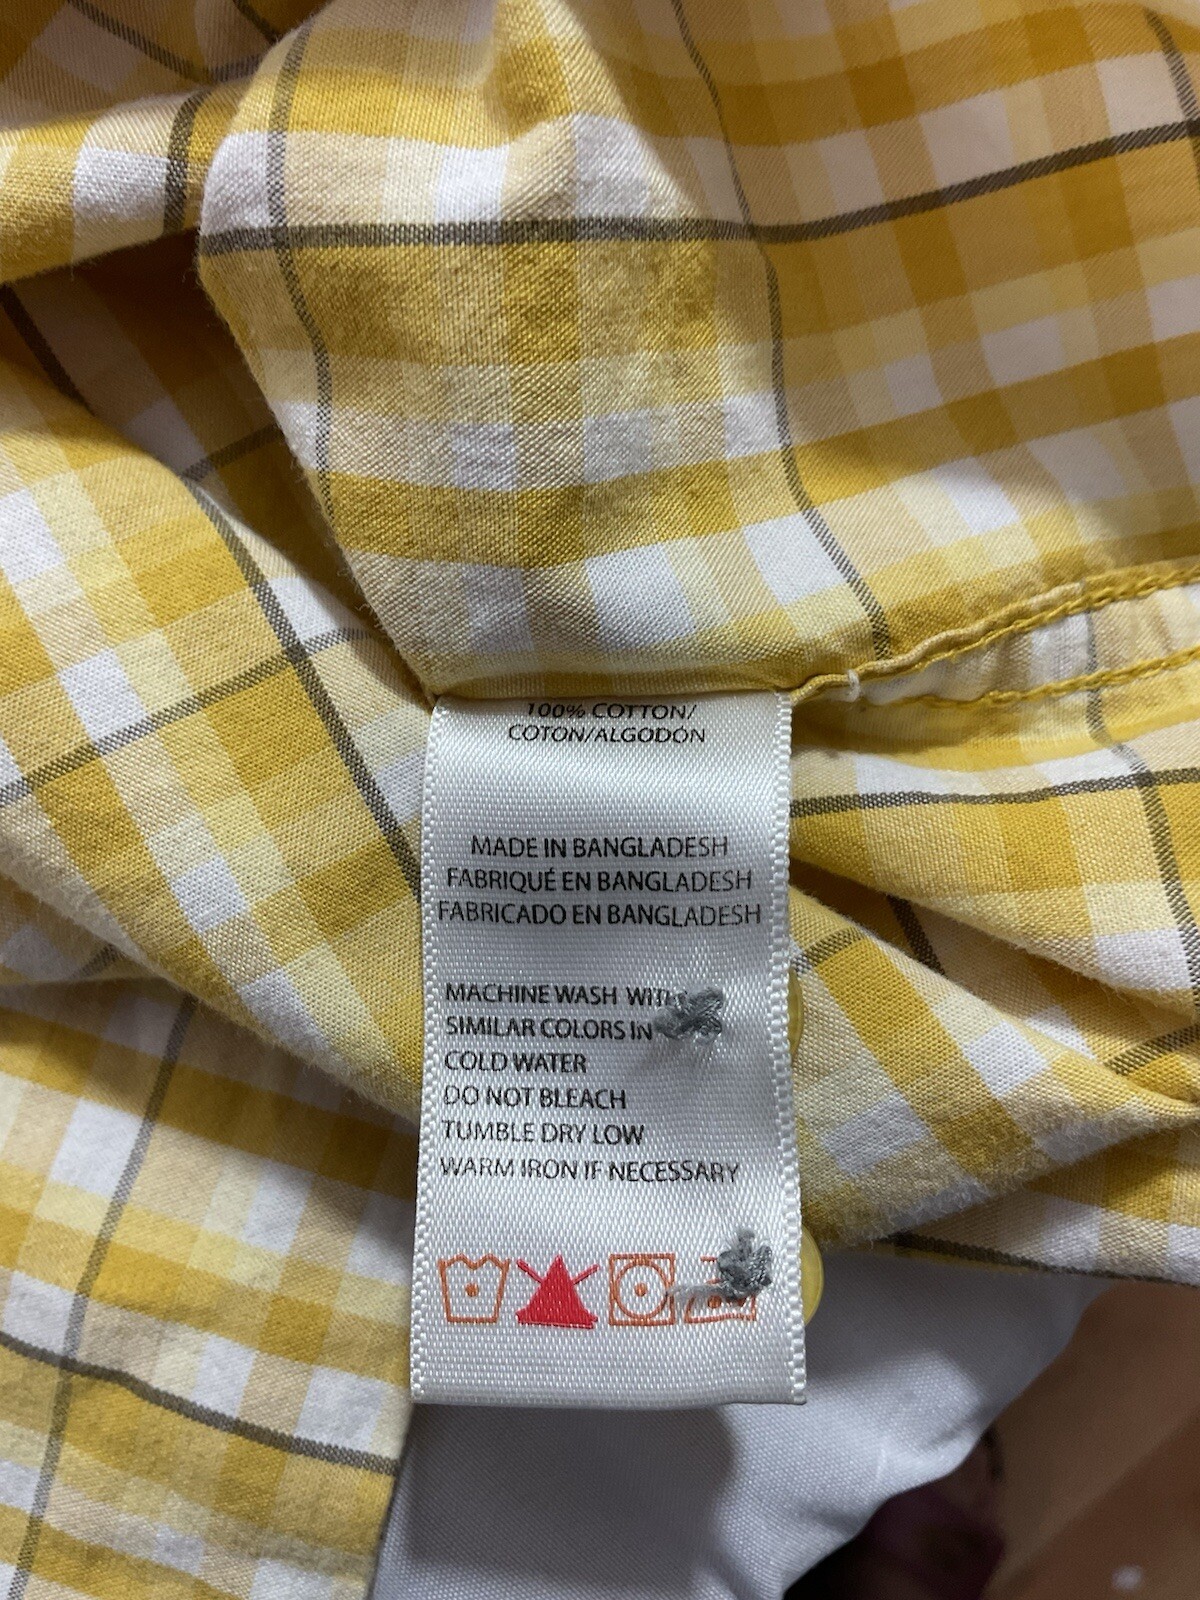 100% COTTON/
COTON/ALGODÓN
MADE IN BANGLADESH
FABRIQUÉ EN BANGLADESH
FABRICADO EN BANGLADESH
MACHINE WASH WITH
SIMILAR COLORS IN
COLD WATER
DO NOT BLEACH
TUMBLE DRY LOW
WARM IRON IF NECESSARY